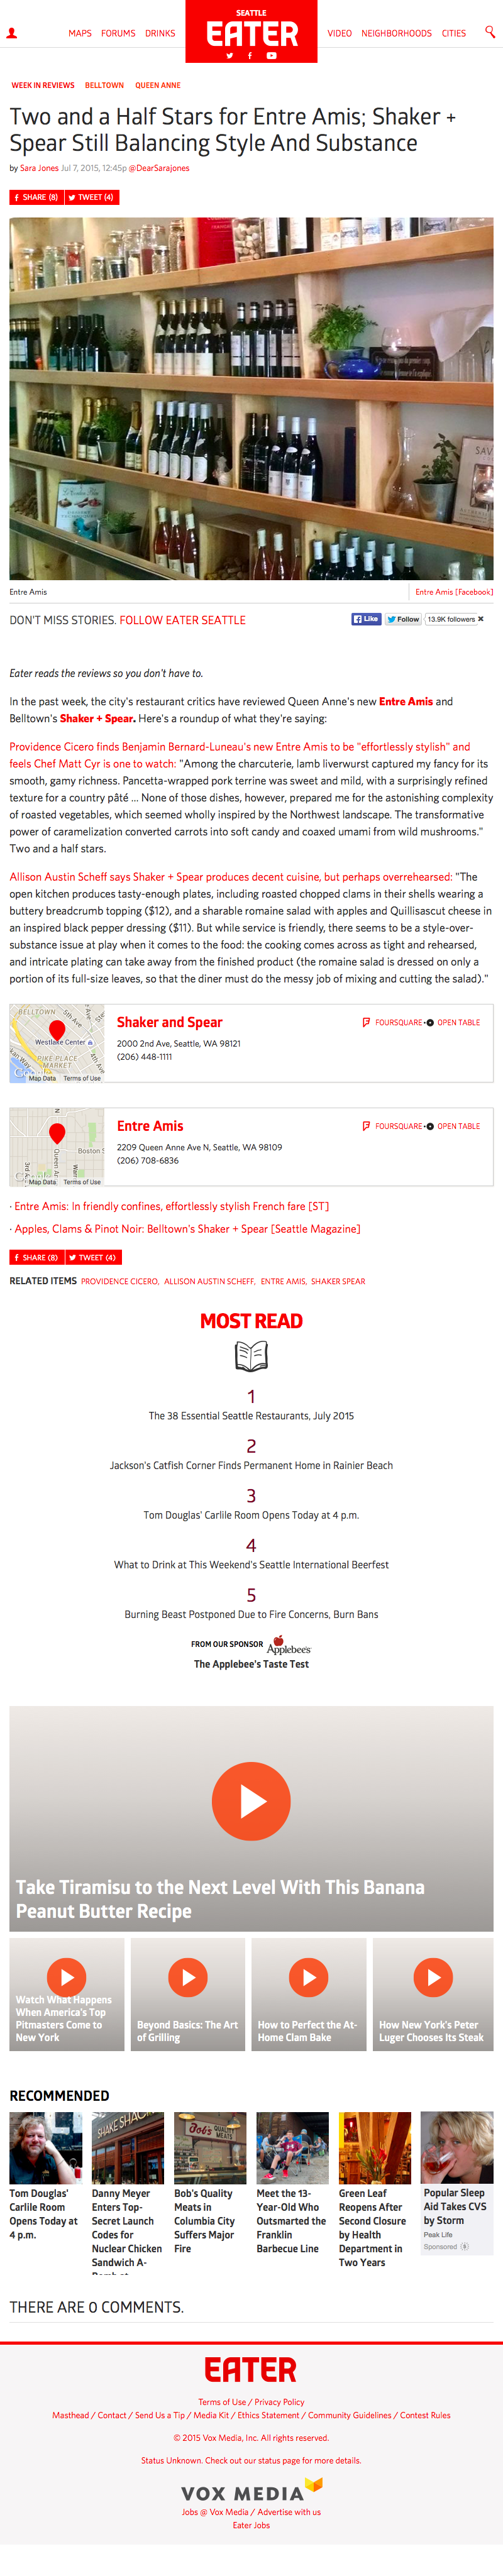 SEATTLE
EATER
MAPS FORUMS DRINKS
VIDEO NEIGHBORHOODS CITIES
WEEK IN REVIEWS BELLTOWN QUEEN ANNE
Two and a Half Stars for Entre Amis; Shaker +
Spear Still Balancing Style And Substance
by Sara Jones Jul 7, 2015, 12:45p @DearSarajones
SHARE (8) TWEET (4)
Entre Amis
Entre Amis [Facebook]
DON'T MISS STORIES. FOLLOW EATER SEATTLE
Like Follow 13.9K followers ×
Eater reads the reviews so you don't have to.
In the past week, the city's restaurant critics have reviewed Queen Anne's new Entre Amis and
Belltown's Shaker + Spear. Here's a roundup of what they're saying:
Providence Cicero finds Benjamin Bernard-Luneau's new Entre Amis to be "effortlessly stylish" and
feels Chef Matt Cyr is one to watch: "Among the charcuterie, lamb liverwurst captured my fancy for its
smooth, gamy richness. Pancetta-wrapped pork terrine was sweet and mild, with a surprisingly refined
texture for a country pâté ... None of those dishes, however, prepared me for the astonishing complexity
of roasted vegetables, which seemed wholly inspired by the Northwest landscape. The transformative
power of caramelization converted carrots into soft candy and coaxed umami from wild mushrooms."
Two and a half stars.
Allison Austin Scheff says Shaker + Spear produces decent cuisine, but perhaps overrehearsed: "The
open kitchen produces tasty-enough plates, including roasted chopped clams in their shells wearing a
buttery breadcrumb topping ($12), and a sharable romaine salad with apples and Quillisascut cheese in
an inspired black pepper dressing ($11). But while service is friendly, there seems to be a style-over-
substance issue at play when it comes to the food: the cooking comes across as tight and rehearsed,
and intricate plating can take away from the finished product (the romaine salad is dressed on only a
portion of its full-size leaves, so that the diner must do the messy job of mixing and cutting the salad)."
BELLTOWN
5th Ave
Westlake Center
4th Ave
PIKE PLACE
MARKET
Map Data Terms of Use
Shaker and Spear
FOURSQUARE • OPEN TABLE
2000 2nd Ave, Seattle, WA 98121
(206) 448-1111
Boston S
Queen An
3rd A
Map Data Terms of Use
Entre Amis
FOURSQUARE • OPEN TABLE
2209 Queen Anne Ave N, Seattle, WA 98109
(206) 708-6836
· Entre Amis: In friendly confines, effortlessly stylish French fare [ST]
· Apples, Clams & Pinot Noir: Belltown's Shaker + Spear [Seattle Magazine]
SHARE (8) TWEET (4)
RELATED ITEMS PROVIDENCE CICERO, ALLISON AUSTIN SCHEFF, ENTRE AMIS, SHAKER SPEAR
MOST READ
1
The 38 Essential Seattle Restaurants, July 2015
2
Jackson's Catfish Corner Finds Permanent Home in Rainier Beach
3
Tom Douglas' Carlile Room Opens Today at 4 p.m.
4
What to Drink at This Weekend's Seattle International Beerfest
5
Burning Beast Postponed Due to Fire Concerns, Burn Bans
FROM OUR SPONSOR Applebee's
The Applebee's Taste Test
Take Tiramisu to the Next Level With This Banana
Peanut Butter Recipe
Watch What Happens
When America's Top
Pitmasters Come to
New York
Beyond Basics: The Art
of Grilling
How to Perfect the At-
Home Clam Bake
How New York's Peter
Luger Chooses Its Steak
RECOMMENDED
SHAKE SHACK
Bob's QUALITY MEATS
Tom Douglas'
Carlile Room
Opens Today at
4 p.m.
Danny Meyer
Enters Top-
Secret Launch
Codes for
Nuclear Chicken
Sandwich A-
Bob's Quality
Meats in
Columbia City
Suffers Major
Fire
Meet the 13-
Year-Old Who
Outsmarted the
Franklin
Barbecue Line
Green Leaf
Reopens After
Second Closure
by Health
Department in
Two Years
Popular Sleep
Aid Takes CVS
by Storm
Peak Life
Sponsored
THERE ARE 0 COMMENTS.
EATER
Terms of Use / Privacy Policy
Masthead / Contact / Send Us a Tip / Media Kit / Ethics Statement / Community Guidelines / Contest Rules
© 2015 Vox Media, Inc. All rights reserved.
Status Unknown. Check out our status page for more details.
VOX MEDIA
Jobs @ Vox Media / Advertise with us
Eater Jobs